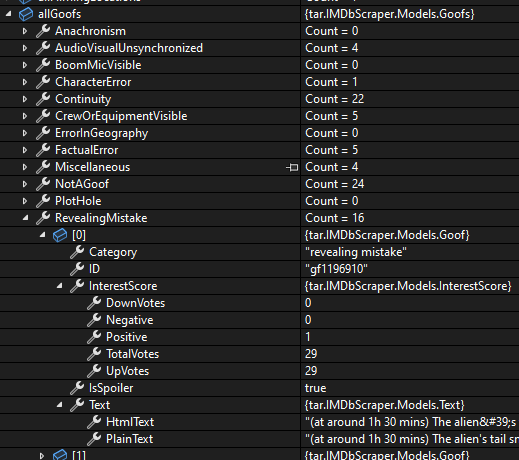 allGoofs {tar.IMDbScraper.Models.Goofs}
Anachronism Count = 0
AudioVisualUnsynchronized Count = 4
BoomMicVisible Count = 0
CharacterError Count = 1
Continuity Count = 22
CrewOrEquipmentVisible Count = 5
ErrorInGeography Count = 0
FactualError Count = 5
Miscellaneous Count = 4
NotAGoof Count = 24
PlotHole Count = 0
RevealingMistake Count = 16
[0] {tar.IMDbScraper.Models.Goof}
Category "revealing mistake"
ID "gf1196910"
InterestScore {tar.IMDbScraper.Models.InterestScore}
DownVotes 0
Negative 0
Positive 1
TotalVotes 29
UpVotes 29
IsSpoiler true
Text {tar.IMDbScraper.Models.Text}
HtmlText "(at around 1h 30 mins) The alien&#39;s
PlainText "(at around 1h 30 mins) The alien's tail sn
[1] {tar.IMDbScraper.Models.Goof}